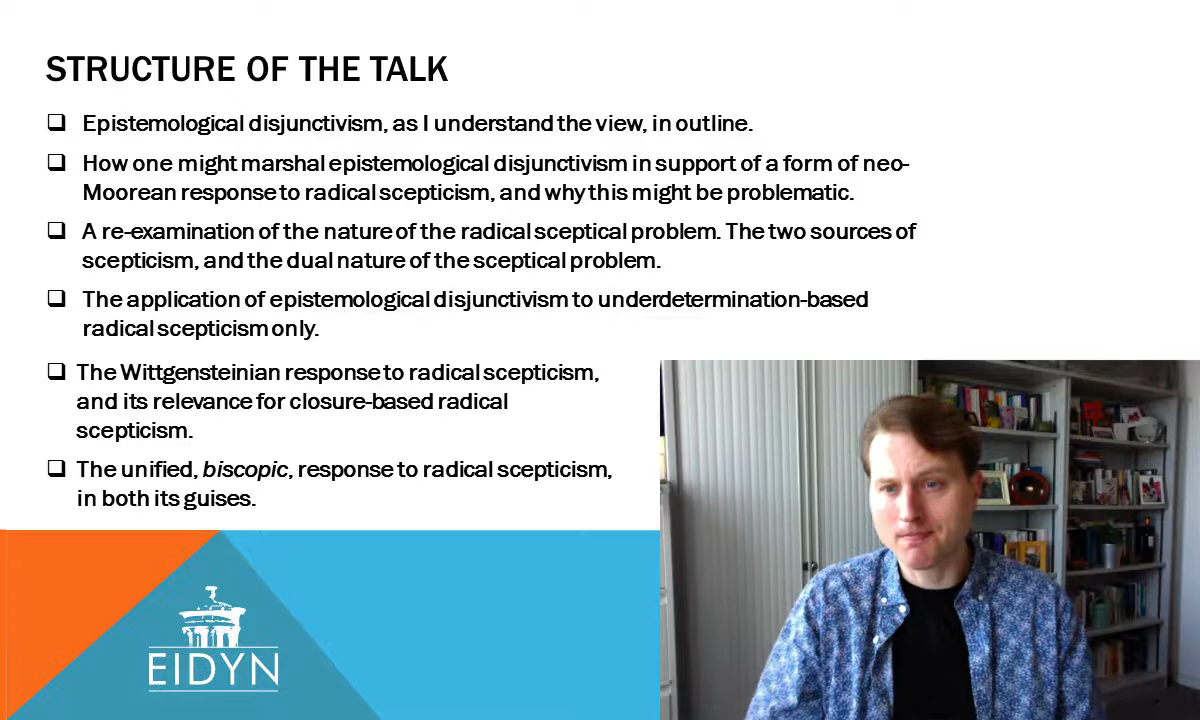 STRUCTURE OF THE TALK
Epistemological disjunctivism, as I understand the view, in outline.
How one might marshal epistemological disjunctivism in support of a form of neo-
Moorean response to radical scepticism, and why this might be problematic.
A re-examination of the nature of the radical sceptical problem. The two sources of
scepticism, and the dual nature of the sceptical problem.
The application of epistemological disjunctivism to underdetermination-based
radical scepticism only.
The Wittgensteinian response to radical scepticism,
and its relevance for closure-based radical
scepticism.
The unified, biscopic, response to radical scepticism,
in both its guises.
EIDYN